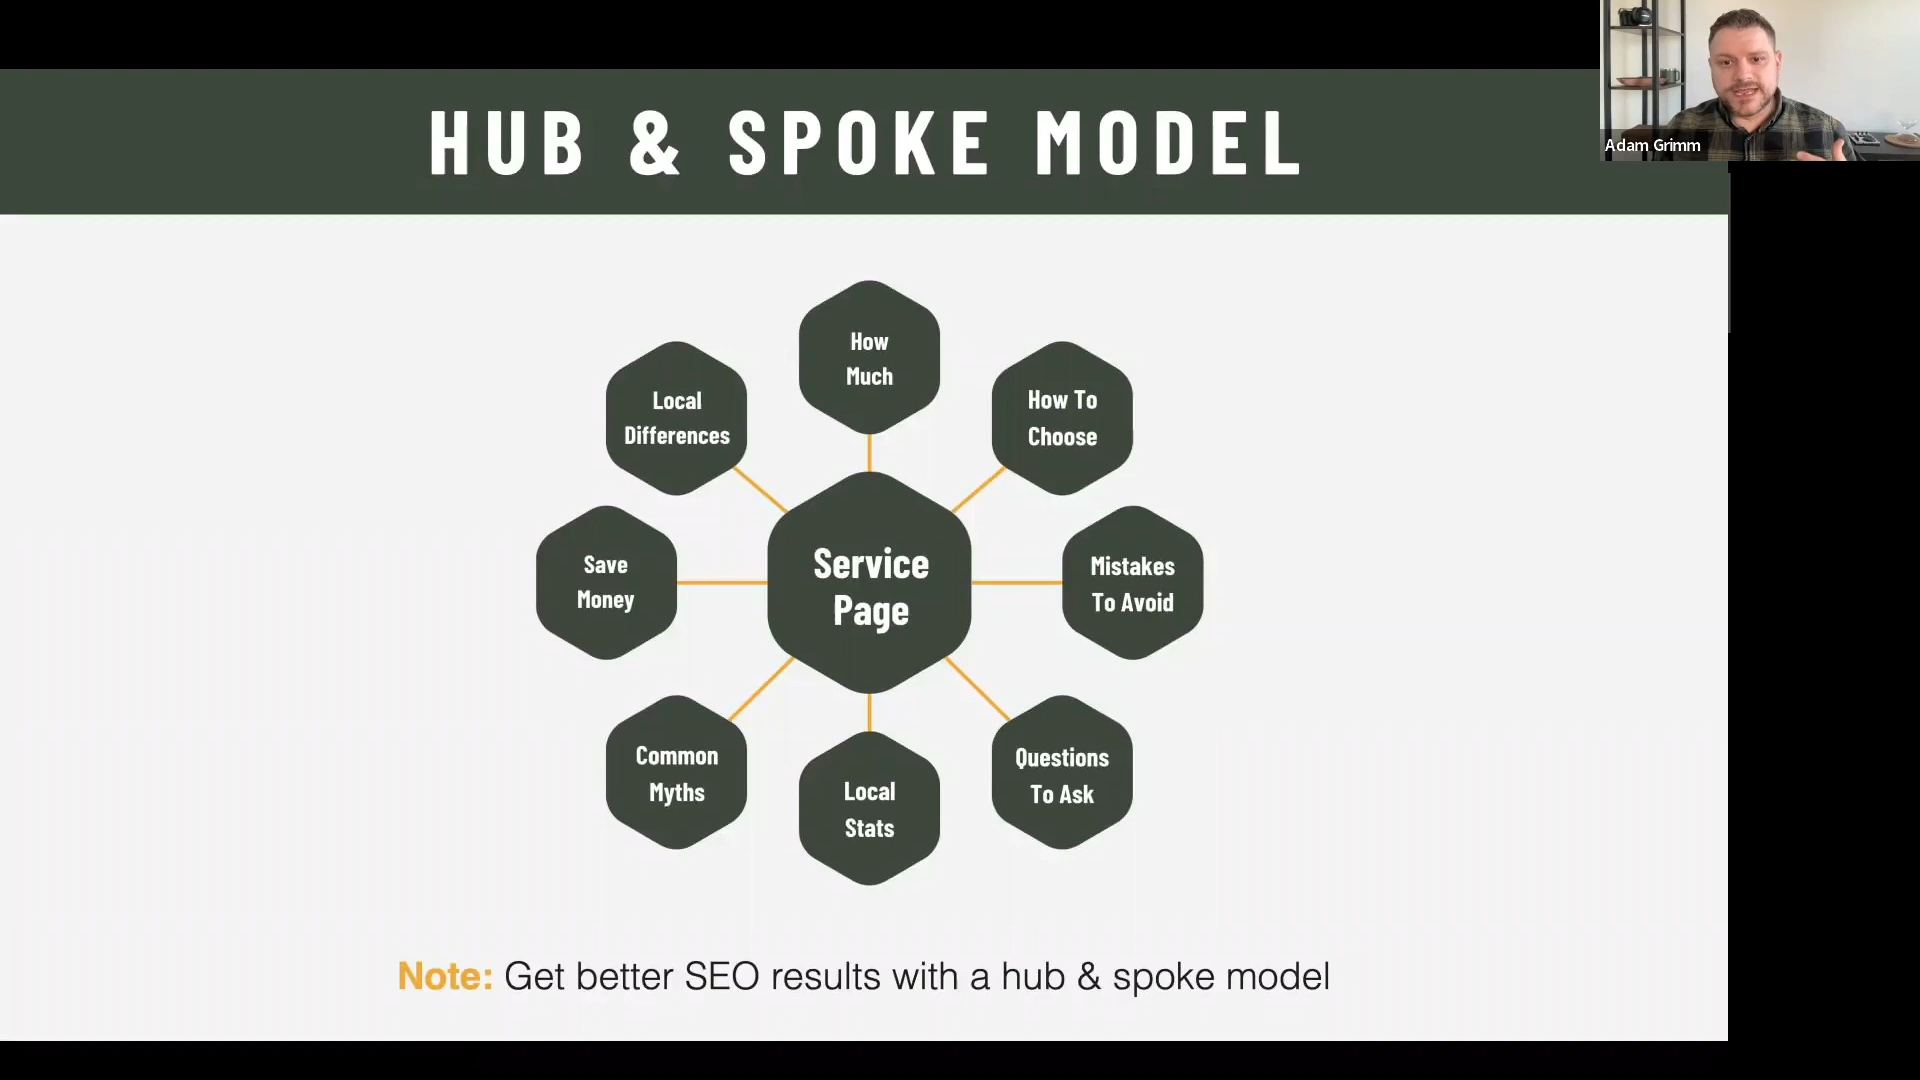 HUB & SPOKE MODEL
Adam Grimm
How
Much
Local
Differences
How To
Choose
Save
Money
Service
Page
Mistakes
To Avoid
Common
Myths
Local
Stats
Questions
To Ask
Note: Get better SEO results with a hub & spoke model